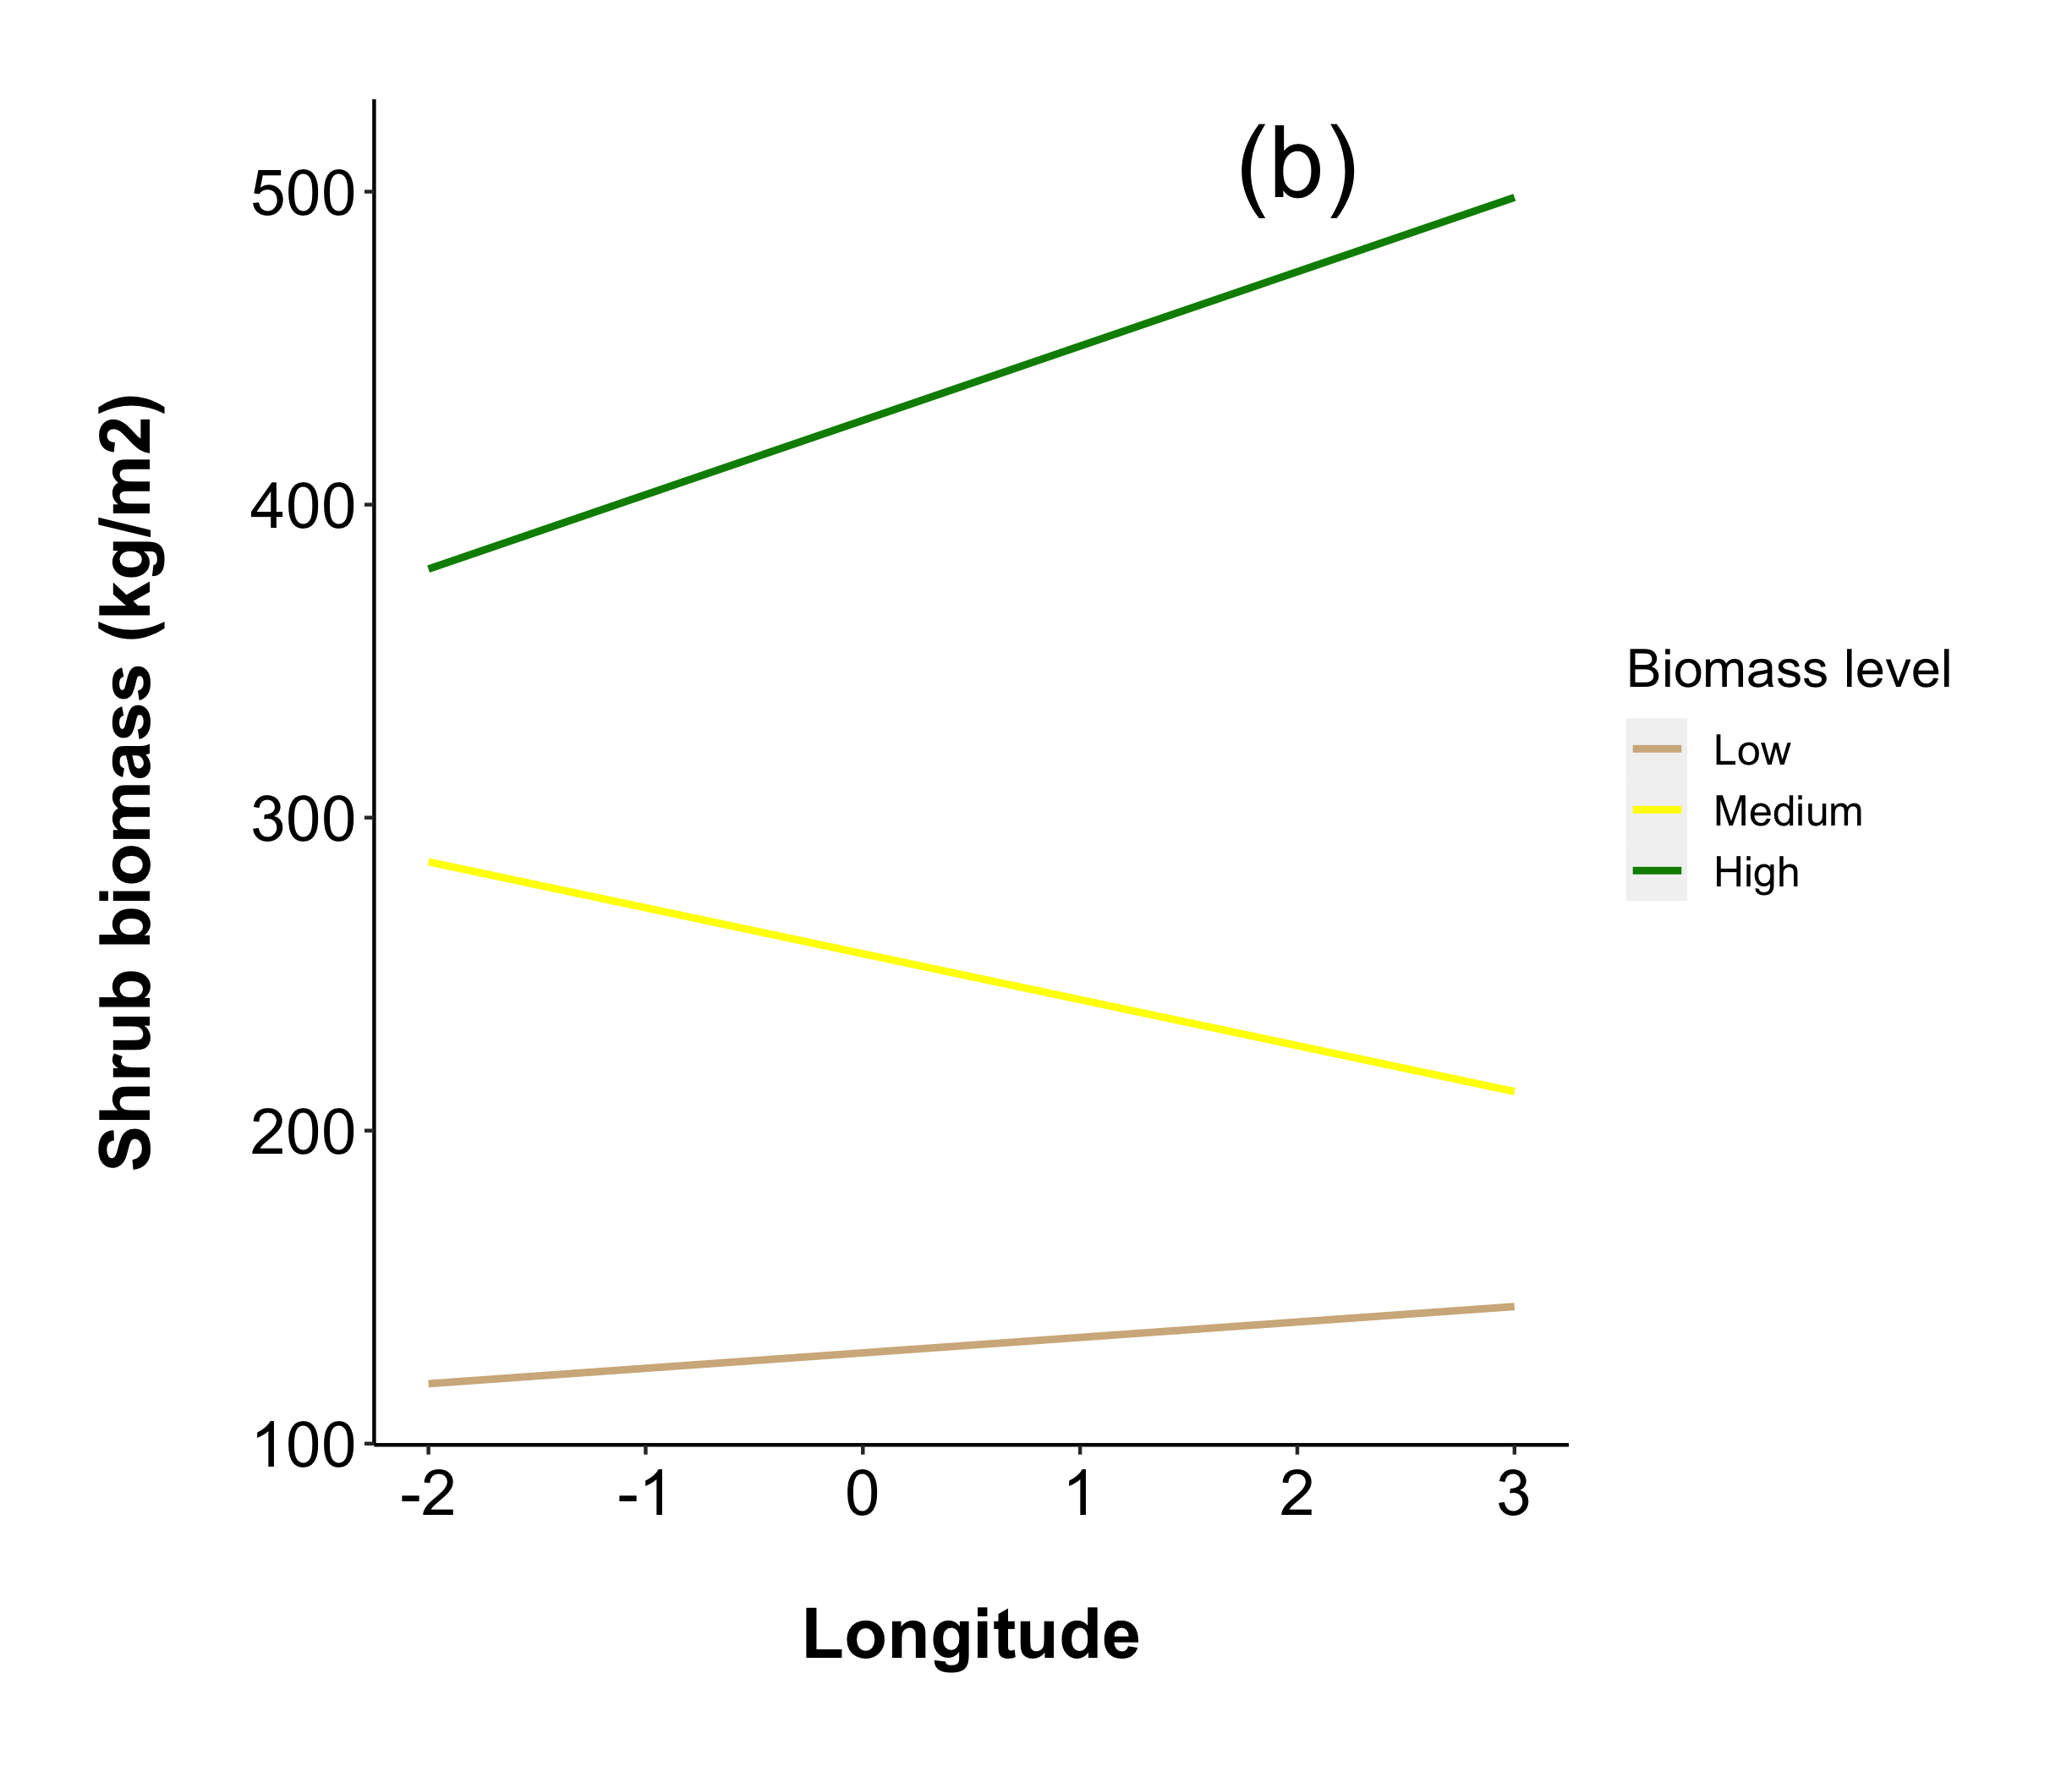 (b)
Shrub biomass (kg/m2)
500
400
300
200
100
-2 -1 0 1 2 3
Longitude
Biomass level
Low
Medium
High